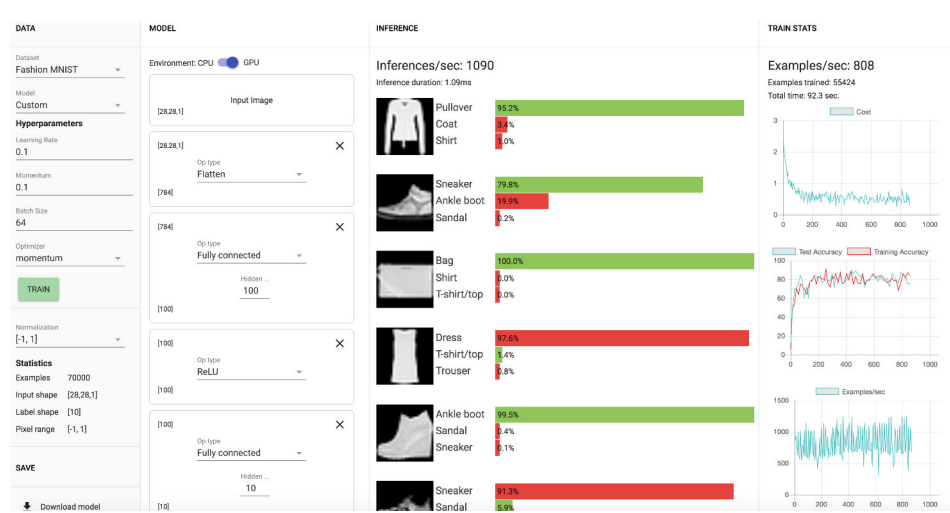 DATA
Dataset
Fashion MNIST
Model
Custom
Hyperparameters
Learning Rate
0.1
Momentum
0.1
Batch Size
64
Optimizer
momentum
TRAIN
Normalization
[-1, 1]
Statistics
Examples 70000
Input shape [28,28,1]
Label shape [10]
Pixel range [-1, 1]
SAVE
Download model
MODEL
Environment: CPU GPU
Input Image
[28,28,1]
[28,28,1]
Op type
Flatten
[784]
[784]
Op type
Fully connected
Hidden ...
100
[100]
[100]
Op type
ReLU
[100]
[100]
Op type
Fully connected
Hidden ...
10
[10]
INFERENCE
Inferences/sec: 1090
Inference duration: 1.09ms
Pullover 95.2%
Coat 3.4%
Shirt 1.0%
Sneaker 79.8%
Ankle boot 19.9%
Sandal 0.2%
Bag 100.0%
Shirt 0.0%
T-shirt/top 0.0%
Dress 97.6%
T-shirt/top 1.4%
Trouser 0.8%
Ankle boot 99.5%
Sandal 0.4%
Sneaker 0.1%
Sneaker 91.3%
Sandal 5.9%
TRAIN STATS
Examples/sec: 808
Examples trained: 55424
Total time: 92.3 sec.
Cost
3
2
1
0
0 200 400 600 800 1000
Test Accuracy Training Accuracy
100
80
60
40
20
0
0 200 400 600 800 1000
Examples/sec
1500
1000
500
0
0 200 400 600 800 1000